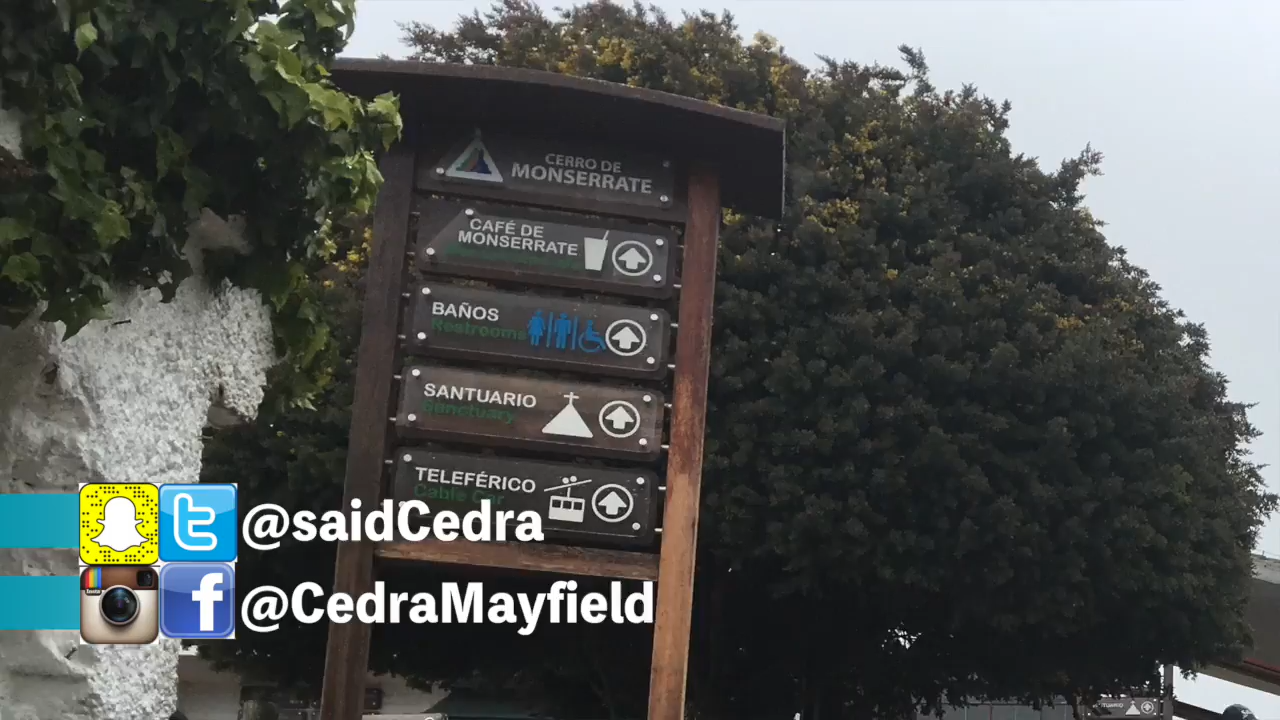 CERRO DE
MONSERRATE
CAFÉ DE
MONSERRATE
BAÑOS
Restrooms
SANTUARIO
Sanctuary
TELEFÉRICO
Cable Car
@saidCedra
@CedraMayfield